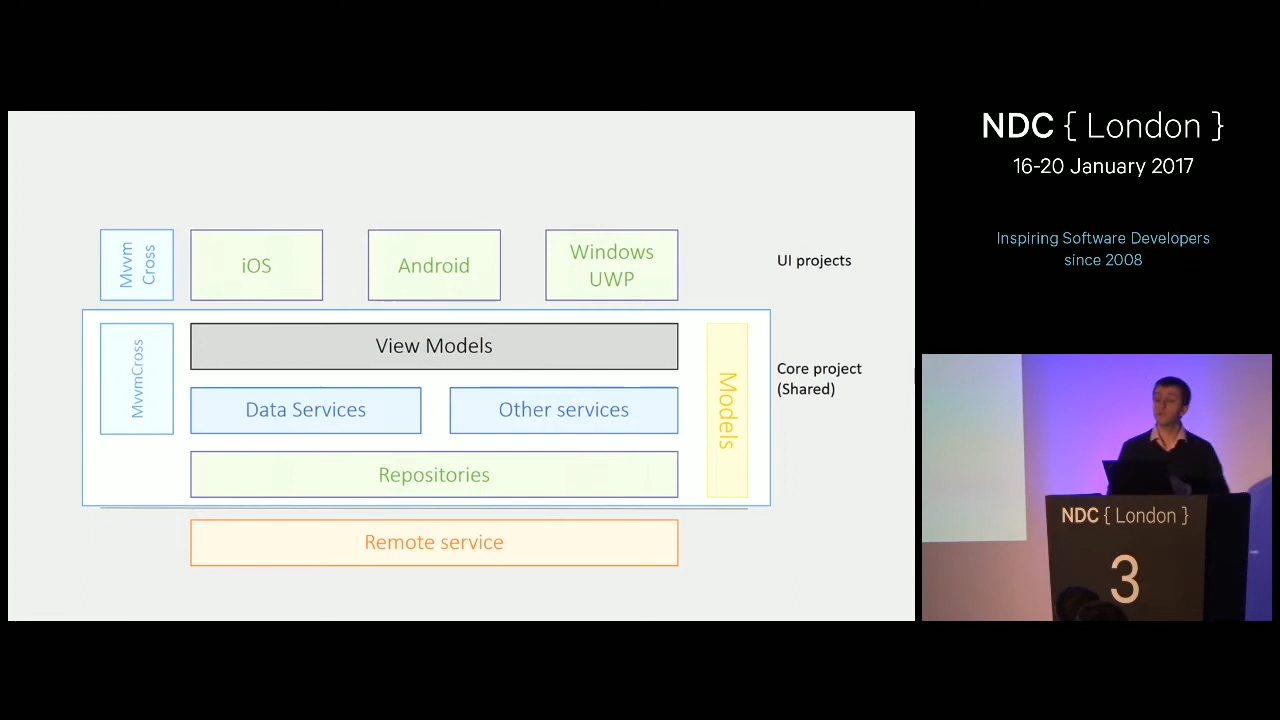 NDC { London }
16-20 January 2017
Inspiring Software Developers
since 2008
Mvvm
Cross
iOS
Android
Windows
UWP
UI projects
MvvmCross
View Models
Models
Core project
(Shared)
Data Services
Other services
Repositories
Remote service
NDC { London }
3